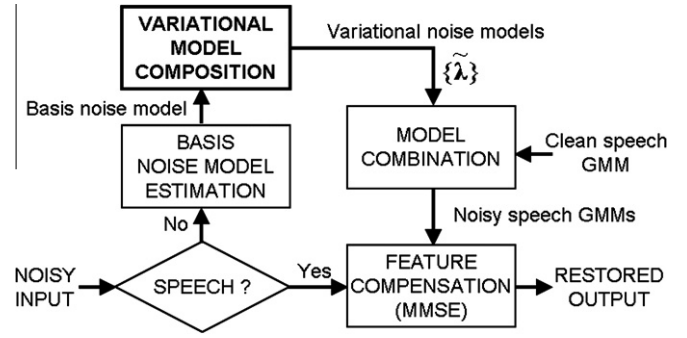 VARIATIONAL
MODEL
COMPOSITION
Variational noise models
{λ̃}
Basis noise model
BASIS
NOISE MODEL
ESTIMATION
MODEL
COMBINATION
Clean speech
GMM
No
Noisy speech GMMs
NOISY
INPUT
SPEECH ?
Yes
FEATURE
COMPENSATION
(MMSE)
RESTORED
OUTPUT